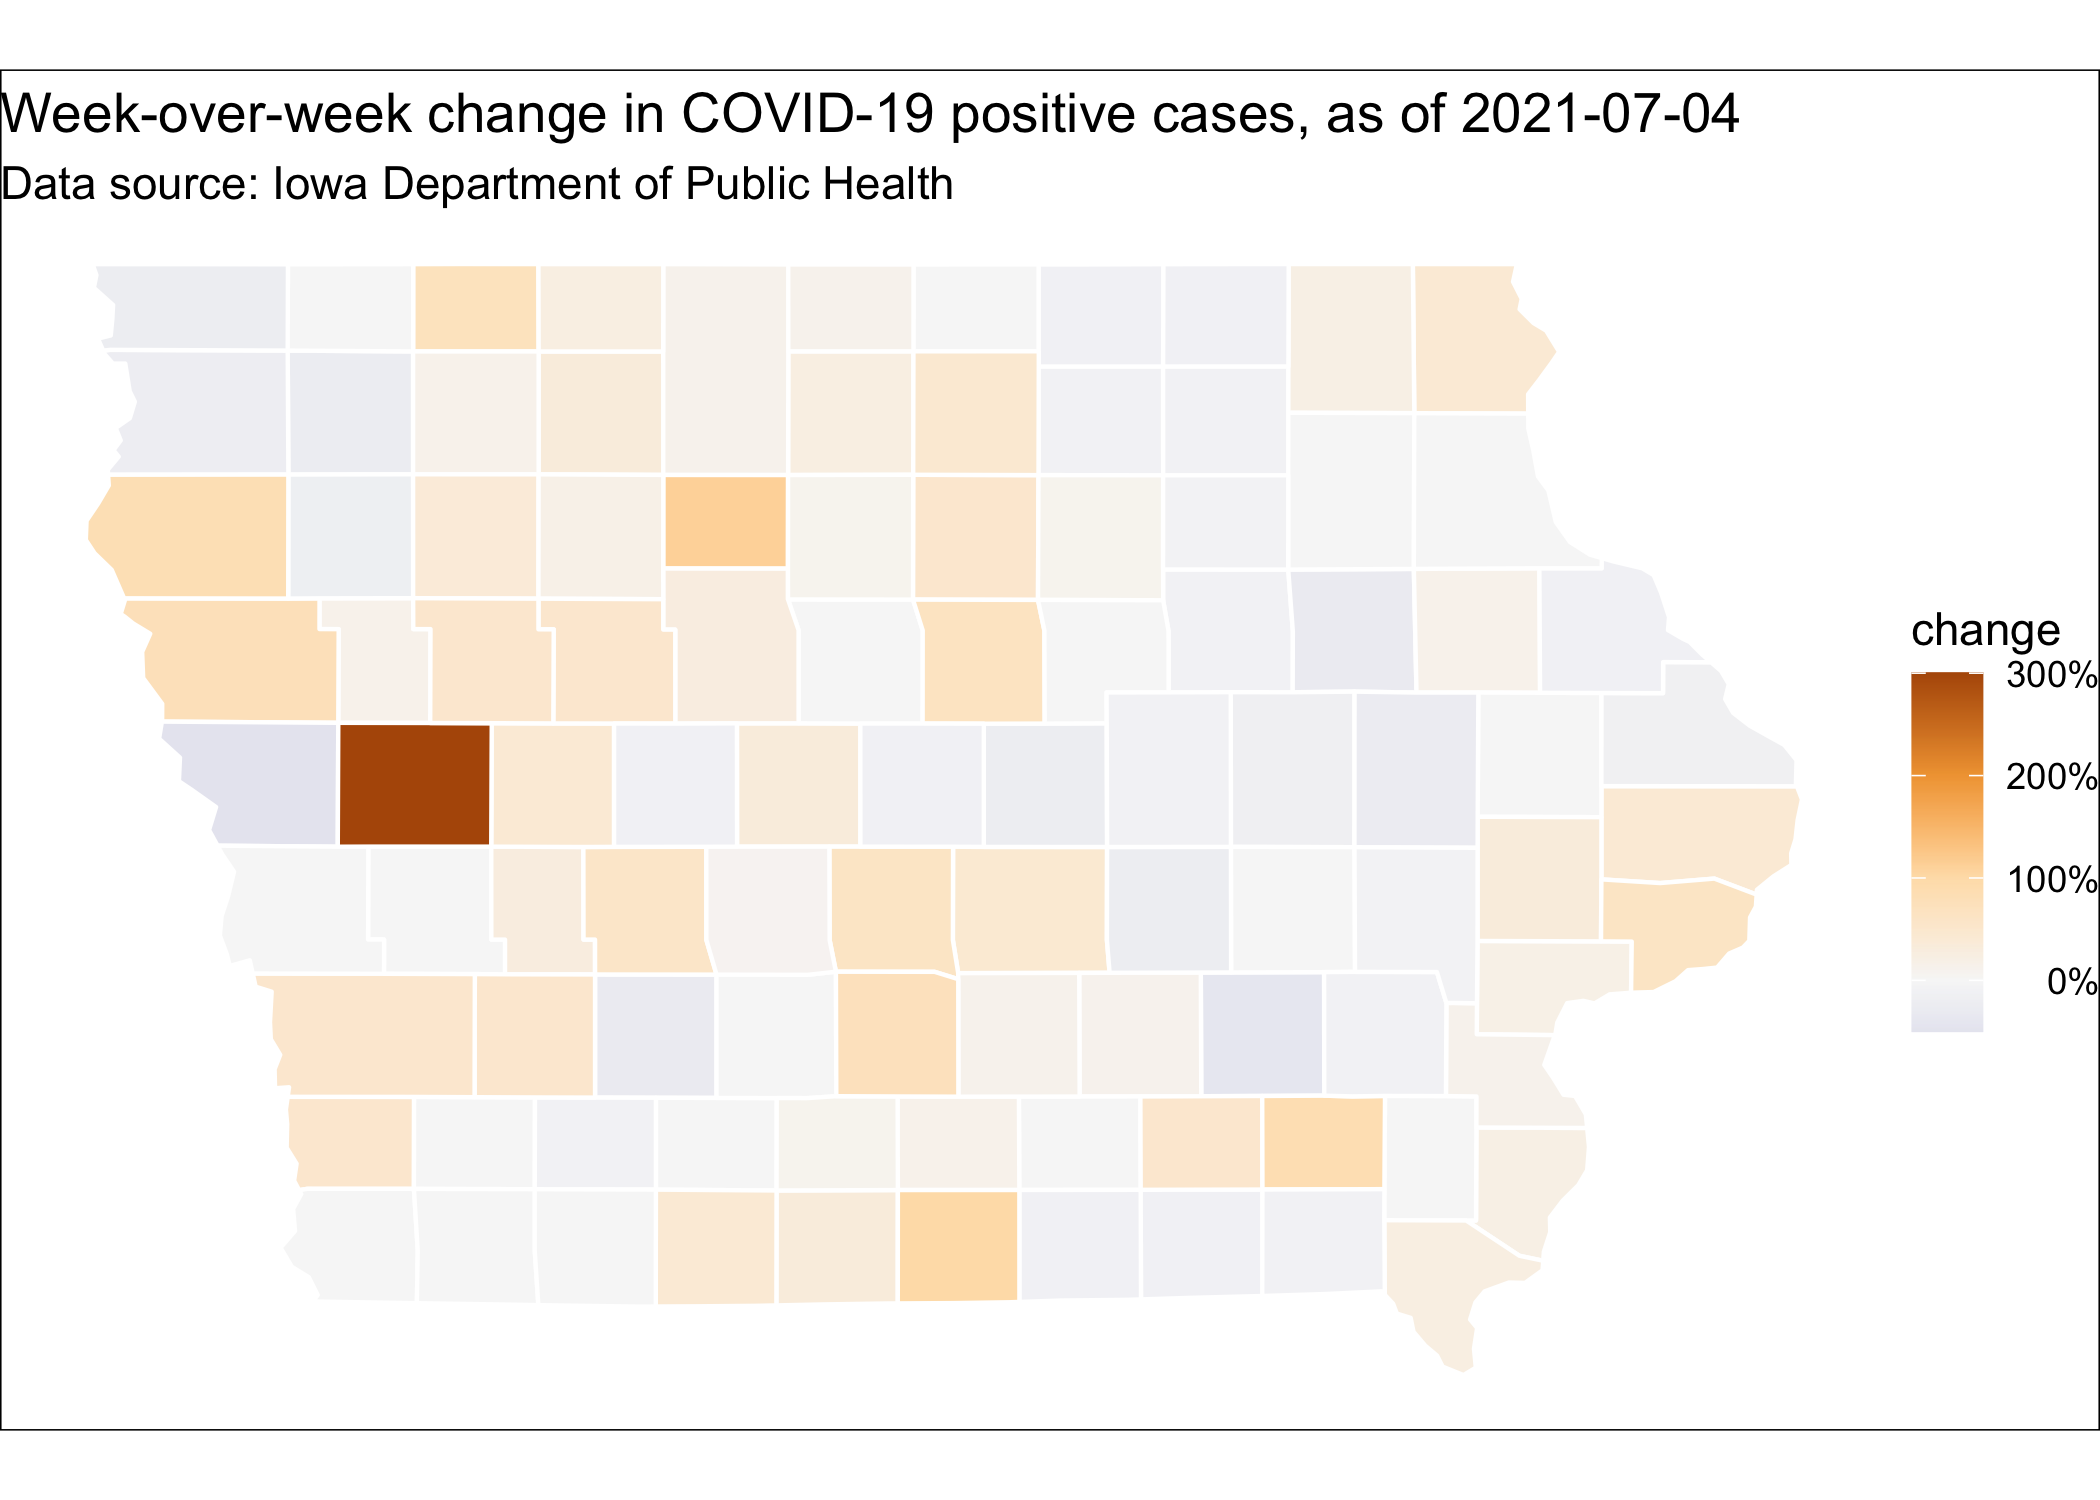 Week-over-week change in COVID-19 positive cases, as of 2021-07-04
Data source: Iowa Department of Public Health
change
300%
200%
100%
0%